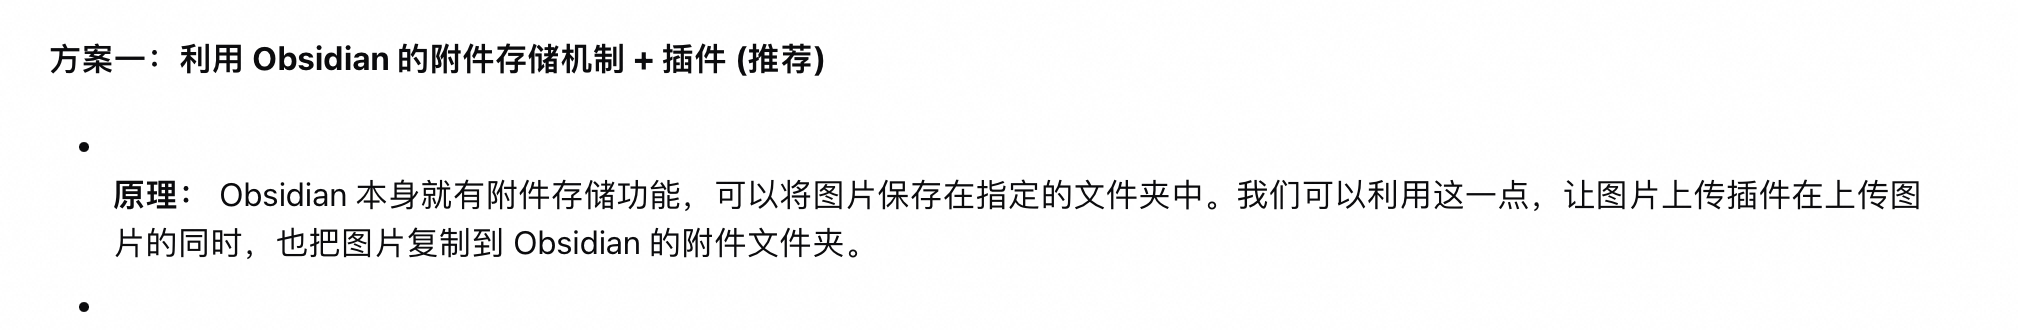 方案一：利用 Obsidian 的附件存储机制 + 插件 (推荐)
•
原理： Obsidian 本身就有附件存储功能，可以将图片保存在指定的文件夹中。我们可以利用这一点，让图片上传插件在上传图
片的同时，也把图片复制到 Obsidian 的附件文件夹。
•